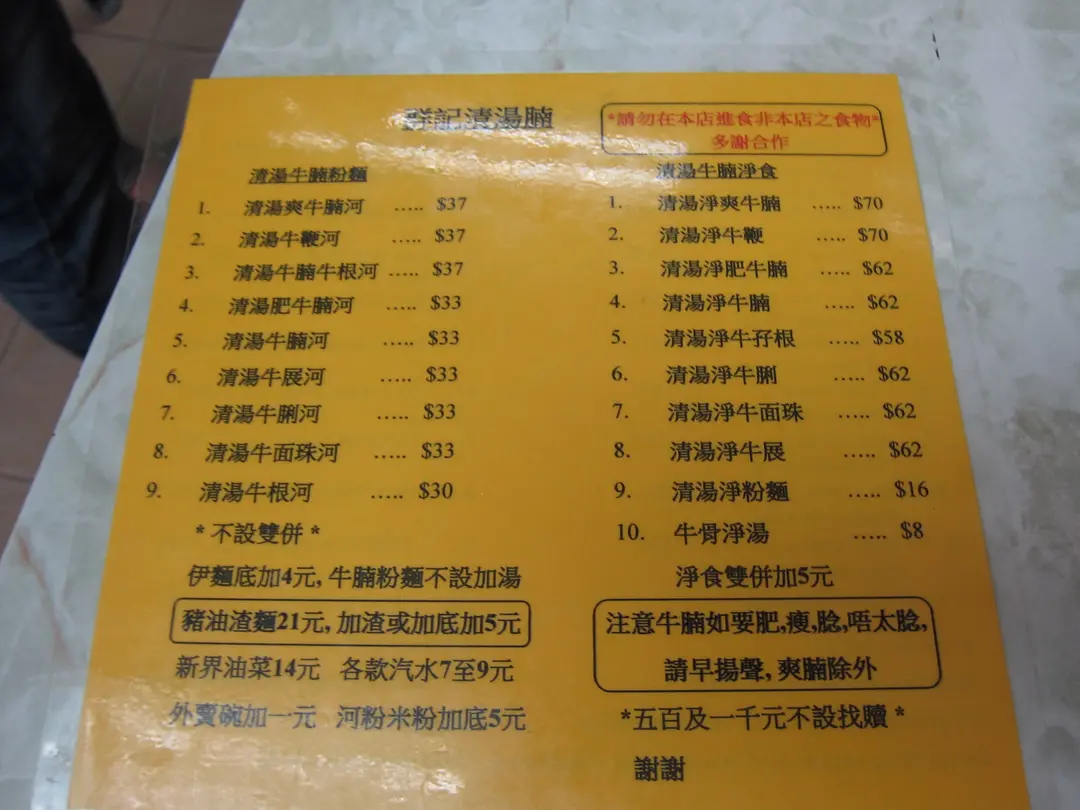 群記清湯腩
*請勿在本店進食非本店之食物*
多謝合作
清湯牛腩粉麵
1. 清湯爽牛腩河 ..... $37
2. 清湯牛鞭河 ..... $37
3. 清湯牛腩牛根河 ..... $37
4. 清湯肥牛腩河 ..... $33
5. 清湯牛腩河 ..... $33
6. 清湯牛展河 ..... $33
7. 清湯牛脷河 ..... $33
8. 清湯牛面珠河 ..... $33
9. 清湯牛根河 ..... $30
* 不設雙併 *
伊麵底加4元, 牛腩粉麵不設加湯
豬油渣麵21元, 加渣或加底加5元
新界油菜14元 各款汽水7至9元
外賣碗加一元 河粉米粉加底5元
清湯牛腩淨食
1. 清湯淨爽牛腩 ..... $70
2. 清湯淨牛鞭 ..... $70
3. 清湯淨肥牛腩 ..... $62
4. 清湯淨牛腩 ..... $62
5. 清湯淨牛孖根 ..... $58
6. 清湯淨牛脷 ..... $62
7. 清湯淨牛面珠 ..... $62
8. 清湯淨牛展 ..... $62
9. 清湯淨粉麵 ..... $16
10. 牛骨淨湯 ..... $8
淨食雙併加5元
注意牛腩如要肥,瘦,腍,唔太腍,
請早揚聲, 爽腩除外
*五百及一千元不設找贖 *
謝謝